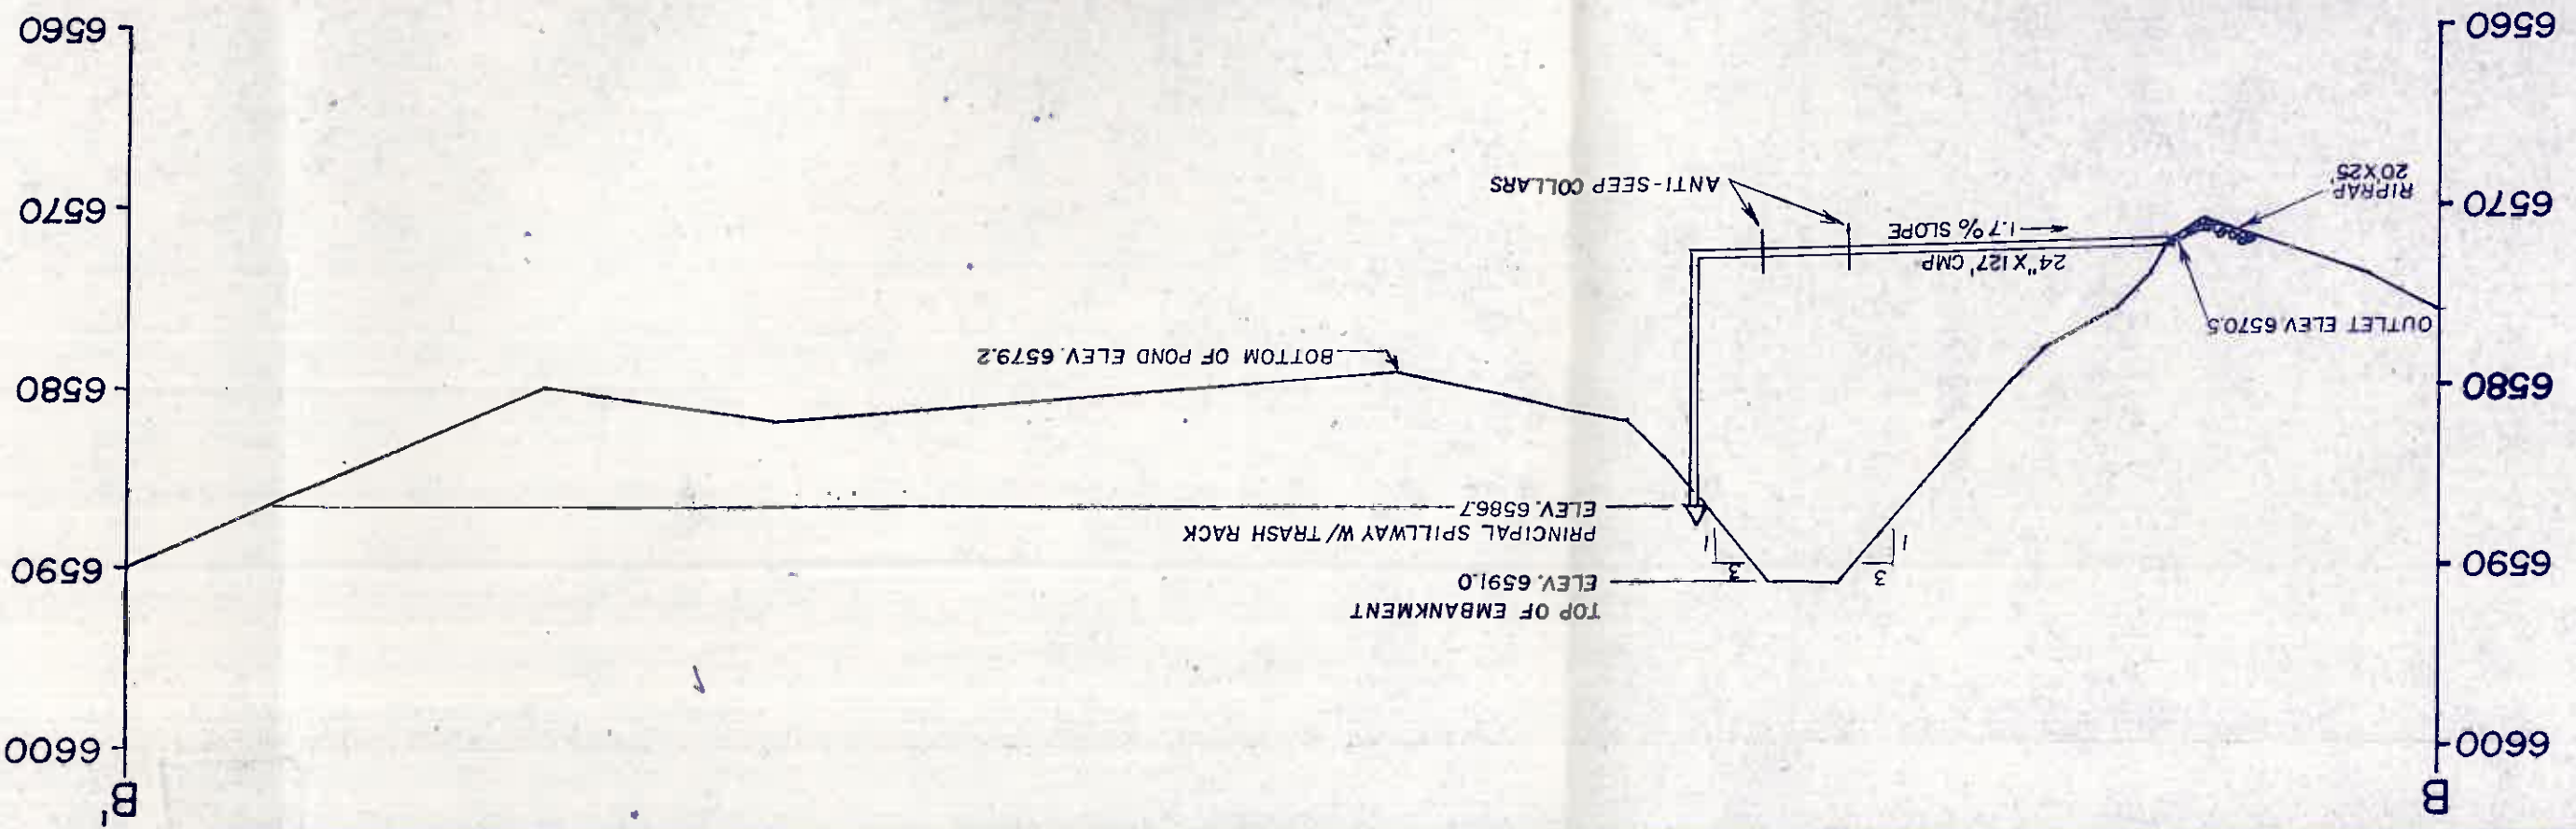 B
B'
6600
6600
TOP OF EMBANKMENT
ELEV. 6591.0
6590
6590
3
1
3
1
PRINCIPAL SPILLWAY W/ TRASH RACK
ELEV. 6586.7
6580
6580
BOTTOM OF POND ELEV. 6579.2
OUTLET ELEV. 6570.5
24"X127' CMP
1.7% SLOPE
6570
6570
RIPRAP
20'X25'
ANTI-SEEP COLLARS
6560
6560